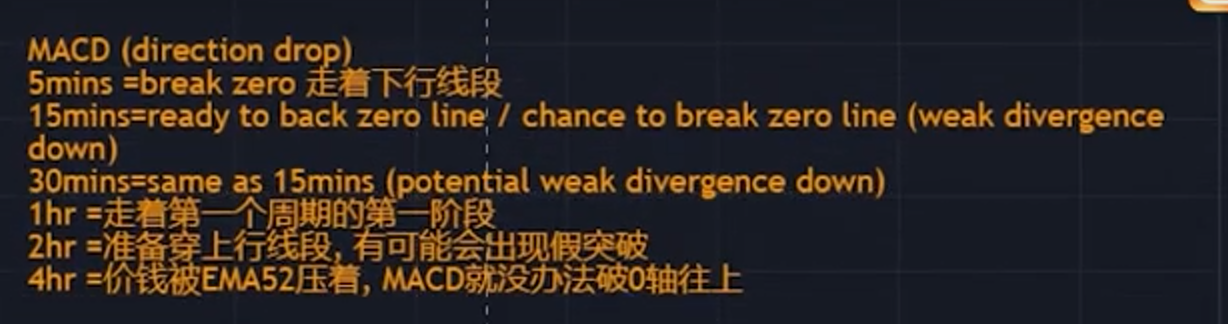 MACD (direction drop)
5mins =break zero 走着下行线段
15mins=ready to back zero line / chance to break zero line (weak divergence
down)
30mins=same as 15mins (potential weak divergence down)
1hr =走着第一个周期的第一阶段
2hr =准备穿上行线段, 有可能会出现假突破
4hr =价钱被EMA52压着, MACD就没办法破0轴往上